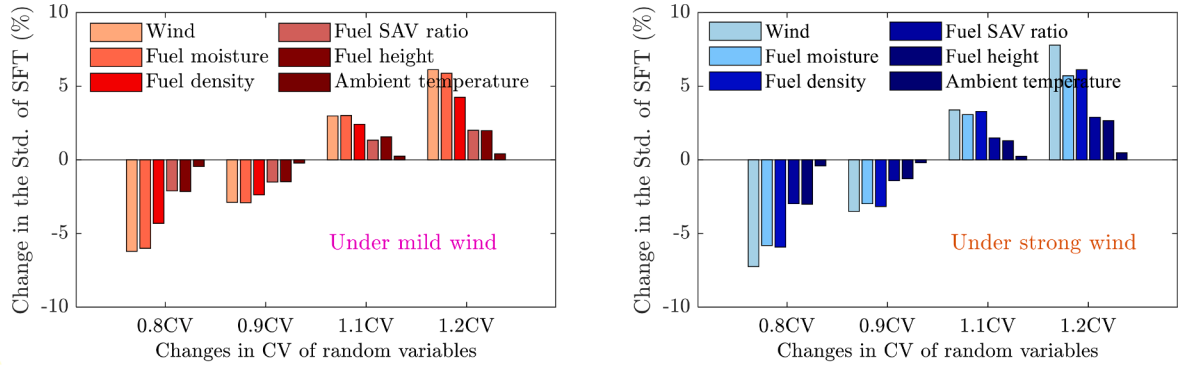 Change in the Std. of SFT (%)
10
5
0
-5
-10
Wind
Fuel moisture
Fuel density
Fuel SAV ratio
Fuel height
Ambient temperature
Under mild wind
0.8CV 0.9CV 1.1CV 1.2CV
Changes in CV of random variables
Change in the Std. of SFT (%)
10
5
0
-5
-10
Wind
Fuel moisture
Fuel density
Fuel SAV ratio
Fuel height
Ambient temperature
Under strong wind
0.8CV 0.9CV 1.1CV 1.2CV
Changes in CV of random variables